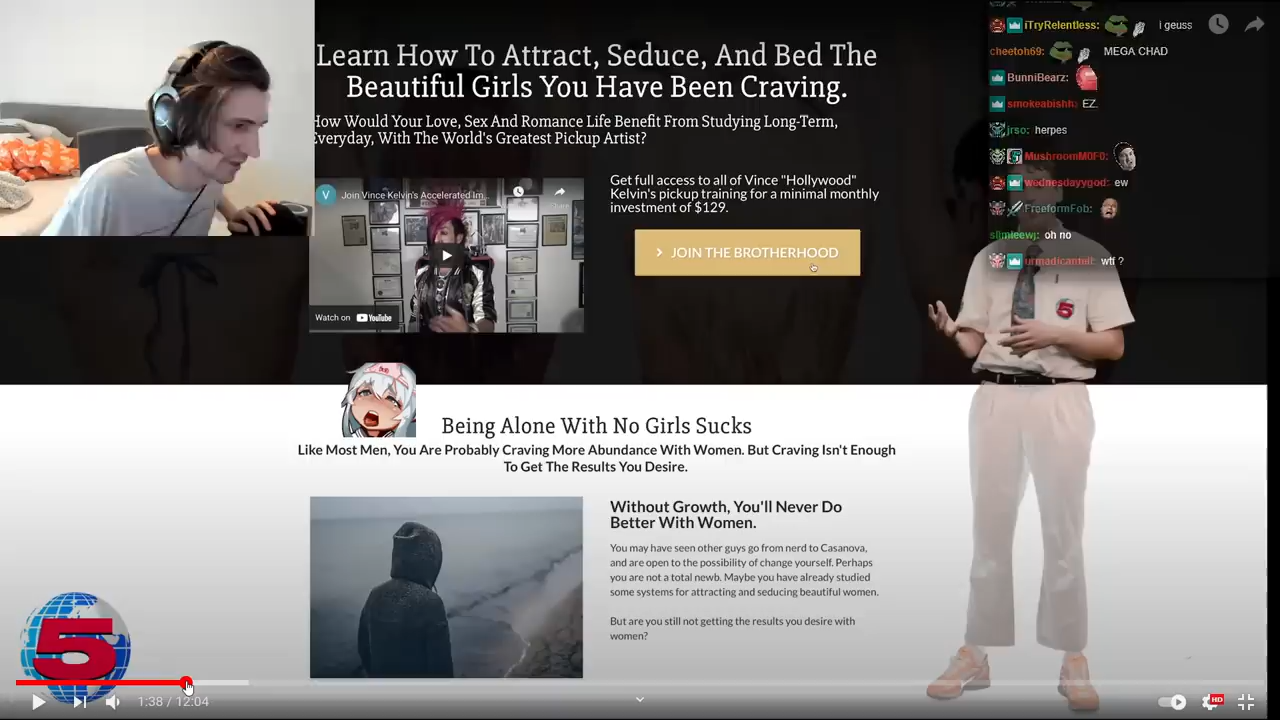 Learn How To Attract, Seduce, And Bed The
Beautiful Girls You Have Been Craving.
How Would Your Love, Sex And Romance Life Benefit From Studying Long-Term,
Everyday, With The World's Greatest Pickup Artist?
V Join Vince Kelvin's Accelerated Im...
Share
Watch on YouTube
Get full access to all of Vince "Hollywood"
Kelvin's pickup training for a minimal monthly
investment of $129.
JOIN THE BROTHERHOOD
iTryRelentless: i geuss
cheetoh69: MEGA CHAD
BunniBearz:
smokeabishh: EZ
jrso: herpes
MushroomM0F0:
wednesdayygod: ew
FreeformFob:
slimleewj: oh no
urmadicantell: wtf ?
5
Being Alone With No Girls Sucks
Like Most Men, You Are Probably Craving More Abundance With Women. But Craving Isn't Enough
To Get The Results You Desire.
Without Growth, You'll Never Do
Better With Women.
You may have seen other guys go from nerd to Casanova,
and are open to the possibility of change yourself. Perhaps
you are not a total newb. Maybe you have already studied
some systems for attracting and seducing beautiful women.
But are you still not getting the results you desire with
women?
5
1:38 / 12:04
HD